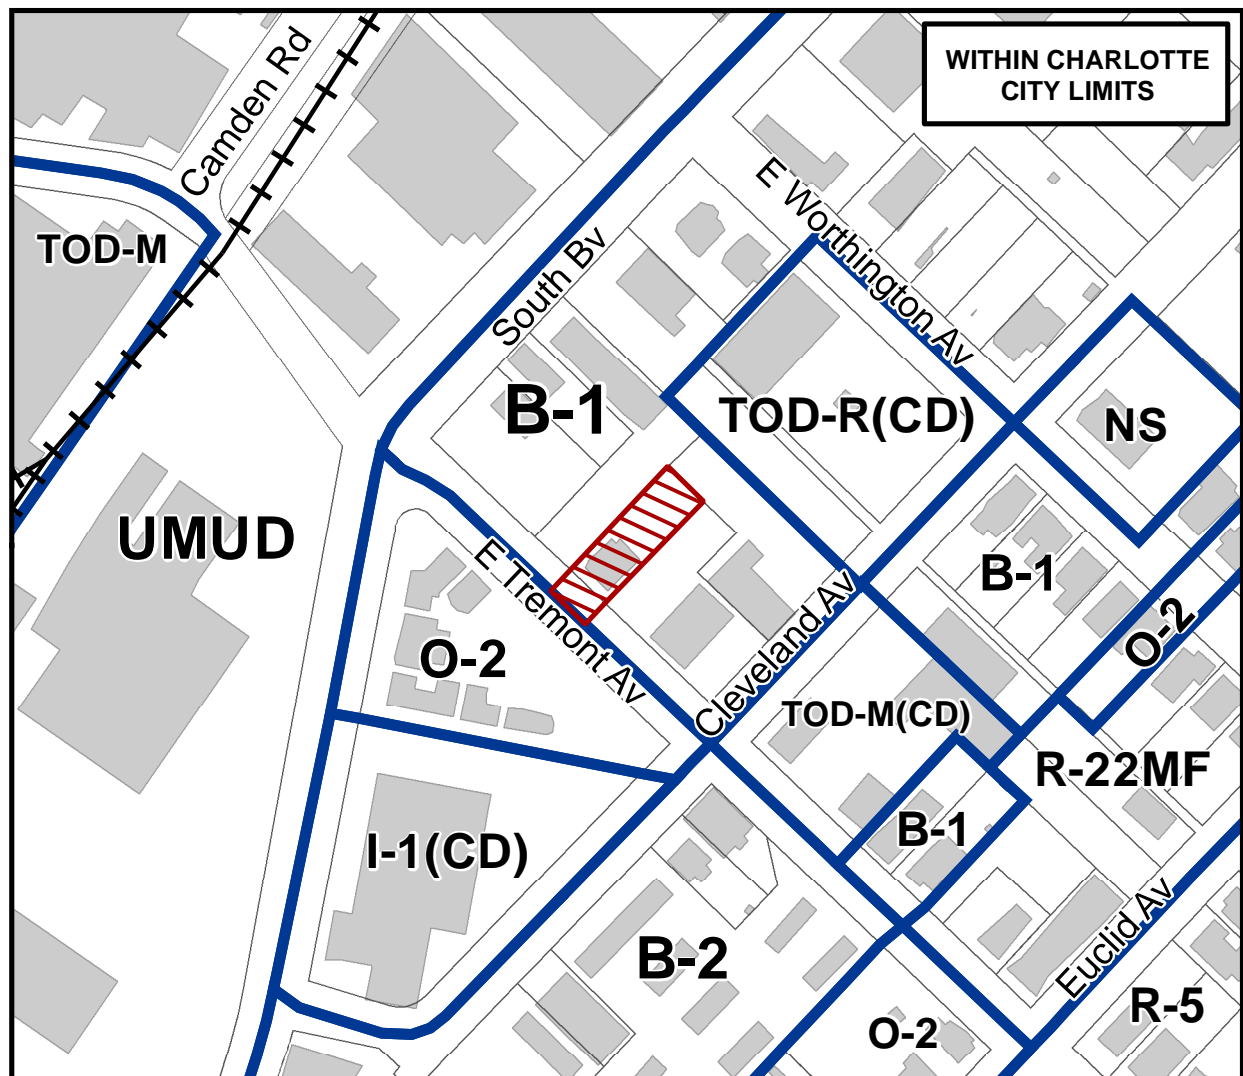 WITHIN CHARLOTTE
CITY LIMITS
Camden Rd
E Worthington Av
TOD-M
South Bv
B-1
TOD-R(CD)
NS
UMUD
E Tremont Av
B-1
O-2
O-2
Cleveland Av
TOD-M(CD)
R-22MF
B-1
I-1(CD)
B-2
Euclid Av
R-5
O-2